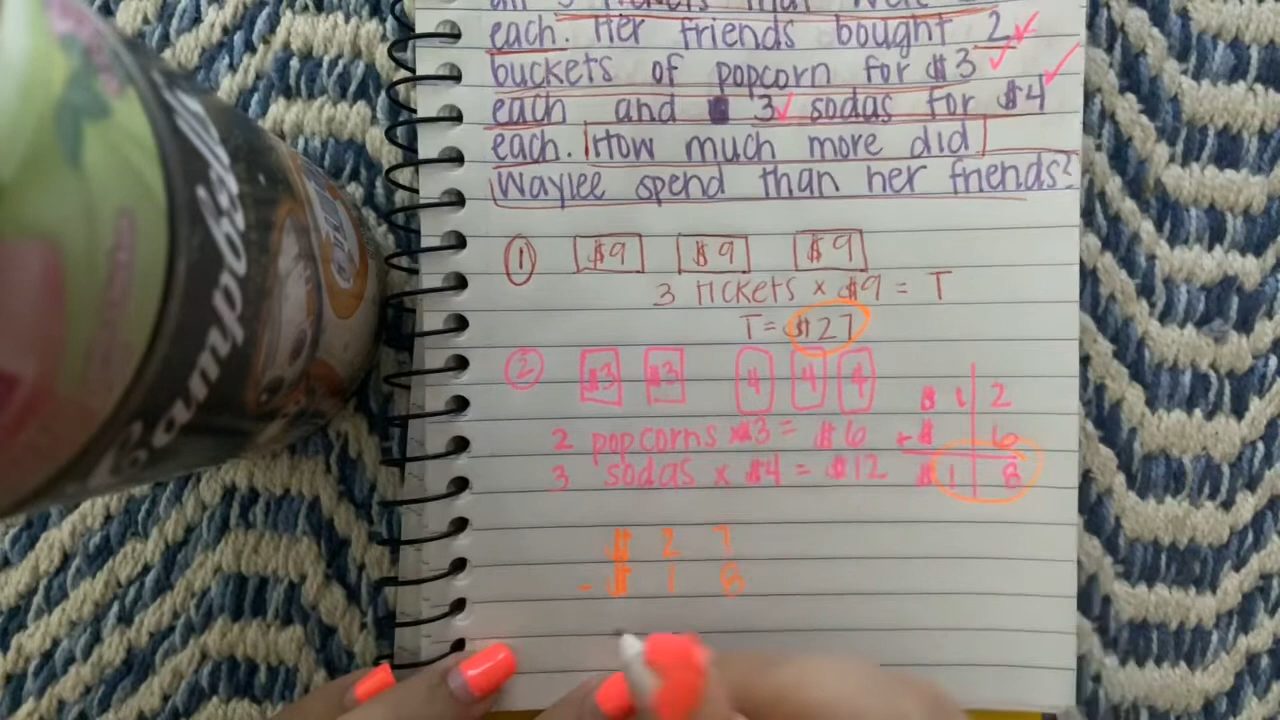 each. Her friends bought 2
buckets of popcorn for $3
each and 3 sodas for $4
each. How much more did
Waylee spend than her friends?
① $9 $9 $9
3 tickets × $9 = T
T = $27
② $3 $3 4 4 4
2 popcorns × $3 = $6
3 sodas × $4 = $12
$ 1 2
+ $ 6
$ 1 8
$ 2 7
- $ 1 8
Campbell